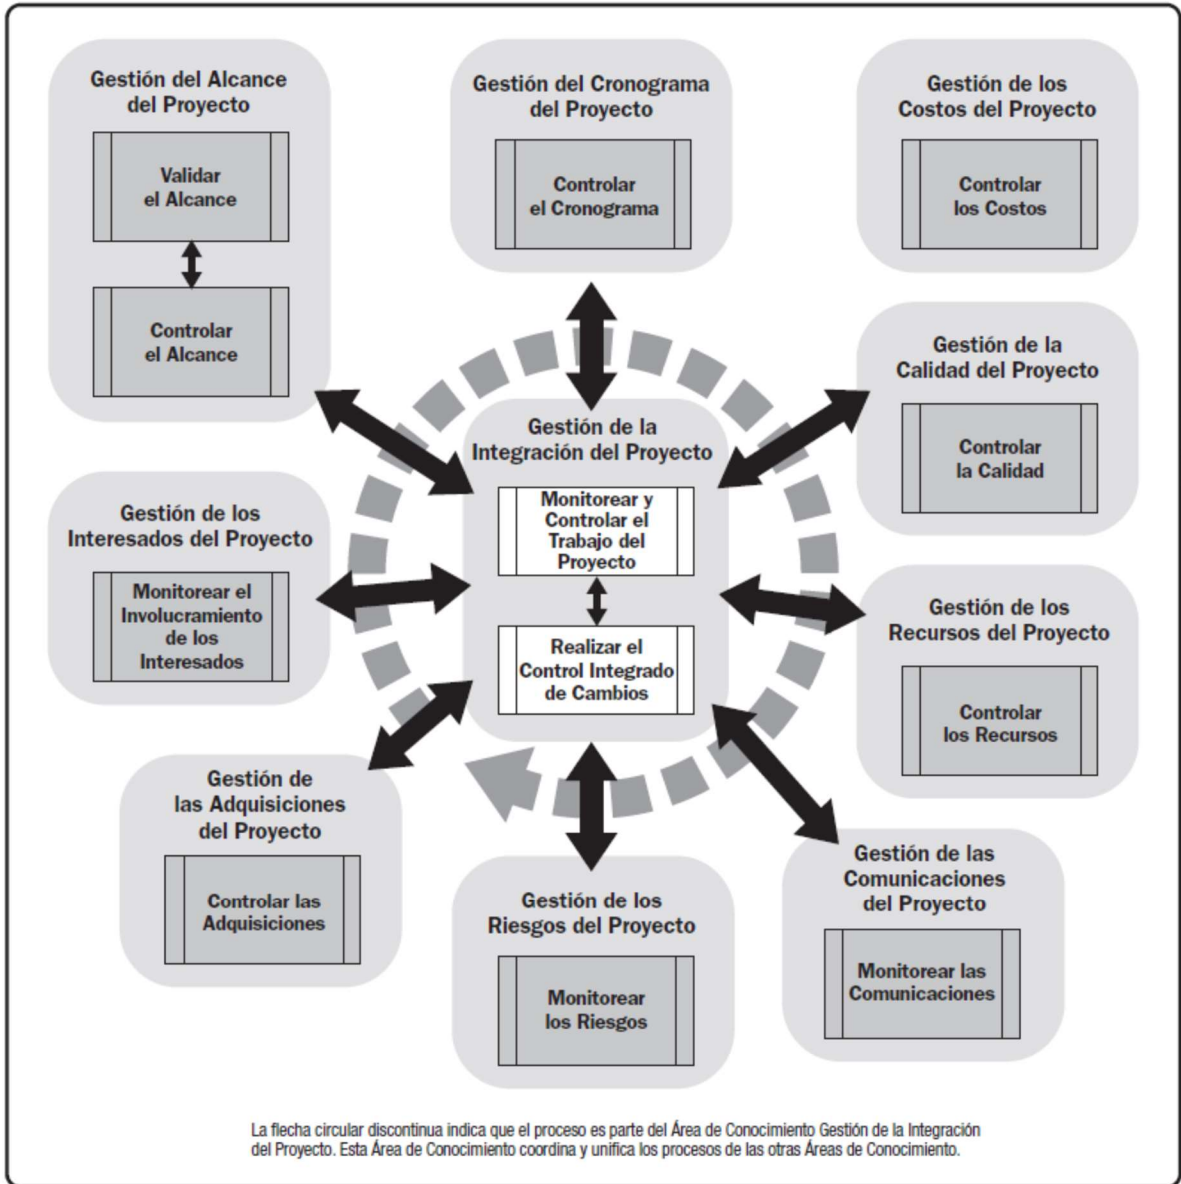 Gestión del Alcance
del Proyecto
Validar
el Alcance
Controlar
el Alcance
Gestión del Cronograma
del Proyecto
Controlar
el Cronograma
Gestión de los
Costos del Proyecto
Controlar
los Costos
Gestión de la
Calidad del Proyecto
Controlar
la Calidad
Gestión de la
Integración del Proyecto
Monitorear y
Controlar el
Trabajo del
Proyecto
Realizar el
Control Integrado
de Cambios
Gestión de los
Interesados del Proyecto
Monitorear el
Involucramiento
de los
Interesados
Gestión de los
Recursos del Proyecto
Controlar
los Recursos
Gestión de
las Adquisiciones
del Proyecto
Controlar las
Adquisiciones
Gestión de los
Riesgos del Proyecto
Monitorear
los Riesgos
Gestión de las
Comunicaciones
del Proyecto
Monitorear las
Comunicaciones
La flecha circular discontinua indica que el proceso es parte del Área de Conocimiento Gestión de la Integración
del Proyecto. Esta Área de Conocimiento coordina y unifica los procesos de las otras Áreas de Conocimiento.